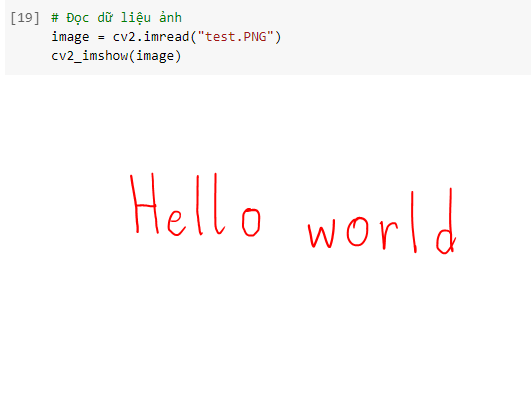 [19] # Đọc dữ liệu ảnh
image = cv2.imread("test.PNG")
cv2_imshow(image)
Hello world